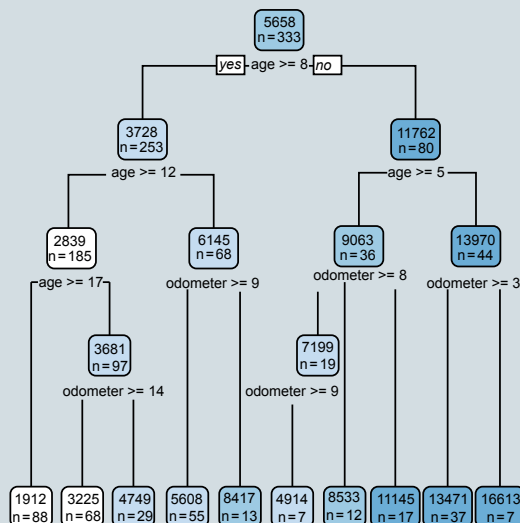 5658
n=333
yes age >= 8 no
3728
n=253
11762
n=80
age >= 12
age >= 5
2839
n=185
6145
n=68
9063
n=36
13970
n=44
age >= 17
odometer >= 9
odometer >= 8
odometer >= 3
3681
n=97
7199
n=19
odometer >= 14
odometer >= 9
1912
n=88
3225
n=68
4749
n=29
5608
n=55
8417
n=13
4914
n=7
8533
n=12
11145
n=17
13471
n=37
16613
n=7